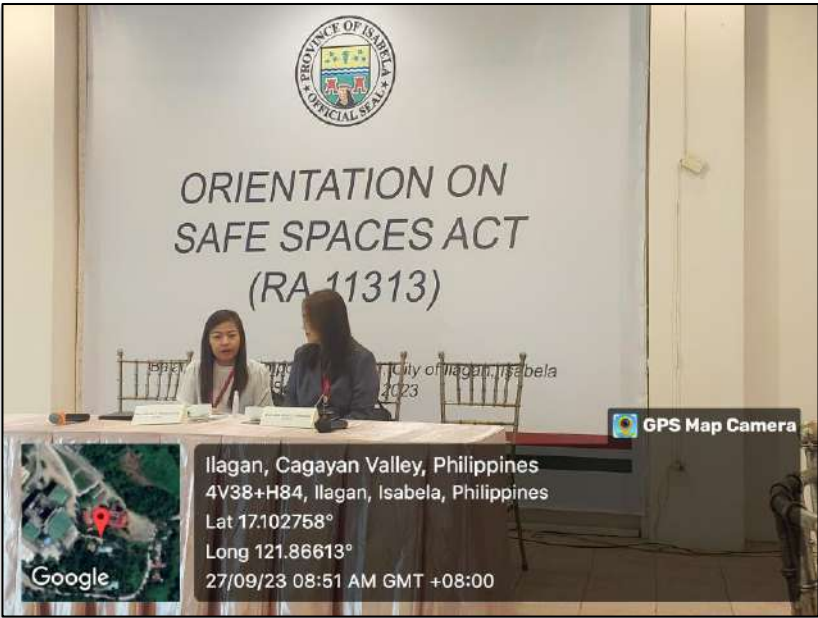 PROVINCE OF ISABELA
OFFICIAL SEAL
ORIENTATION ON
SAFE SPACES ACT
(RA 11313)
City of Ilagan, Isabela
2023
GPS Map Camera
Ilagan, Cagayan Valley, Philippines
4V38+H84, Ilagan, Isabela, Philippines
Lat 17.102758°
Long 121.86613°
27/09/23 08:51 AM GMT +08:00
Google